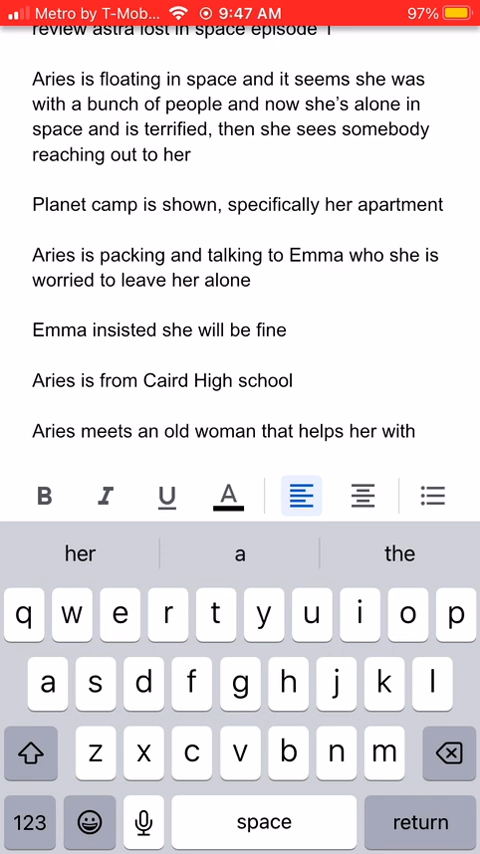 Metro by T-Mob... 9:47 AM 97%
review astra lost in space episode 1
Aries is floating in space and it seems she was
with a bunch of people and now she's alone in
space and is terrified, then she sees somebody
reaching out to her
Planet camp is shown, specifically her apartment
Aries is packing and talking to Emma who she is
worried to leave her alone
Emma insisted she will be fine
Aries is from Caird High school
Aries meets an old woman that helps her with
B I U A
her a the
q w e r t y u i o p
a s d f g h j k l
z x c v b n m
123 space return